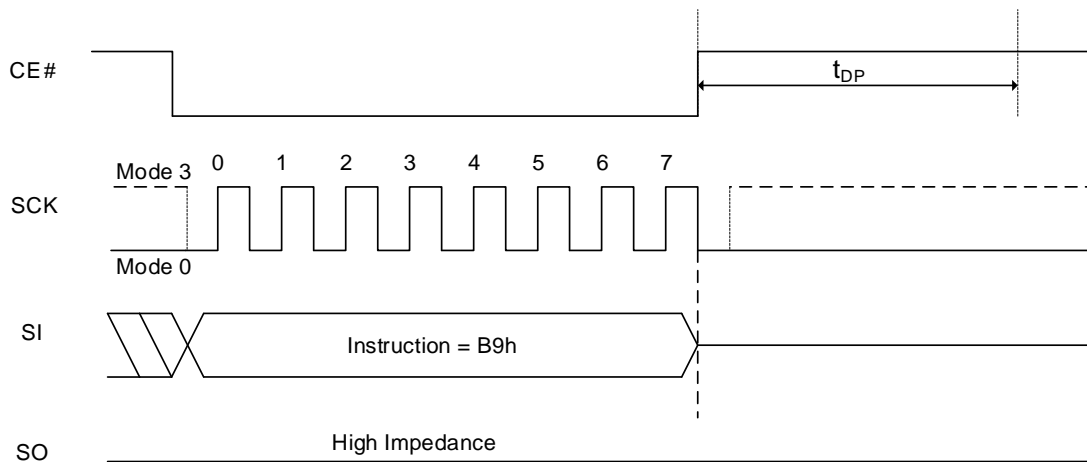 CE#
tDP
Mode 3
0 1 2 3 4 5 6 7
SCK
Mode 0
SI
Instruction = B9h
High Impedance
SO